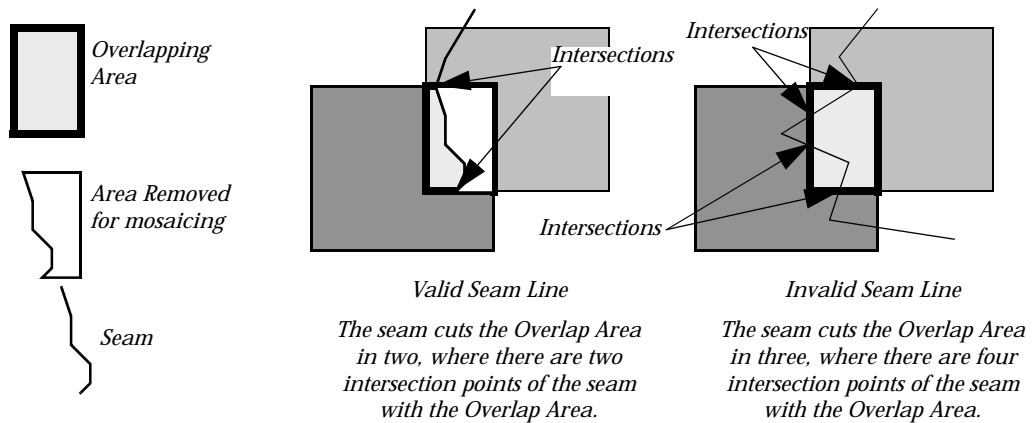 Overlapping
Area
Area Removed
for mosaicing
Seam
Intersections
Intersections
Intersections
Valid Seam Line
The seam cuts the Overlap Area
in two, where there are two
intersection points of the seam
with the Overlap Area.
Invalid Seam Line
The seam cuts the Overlap Area
in three, where there are four
intersection points of the seam
with the Overlap Area.